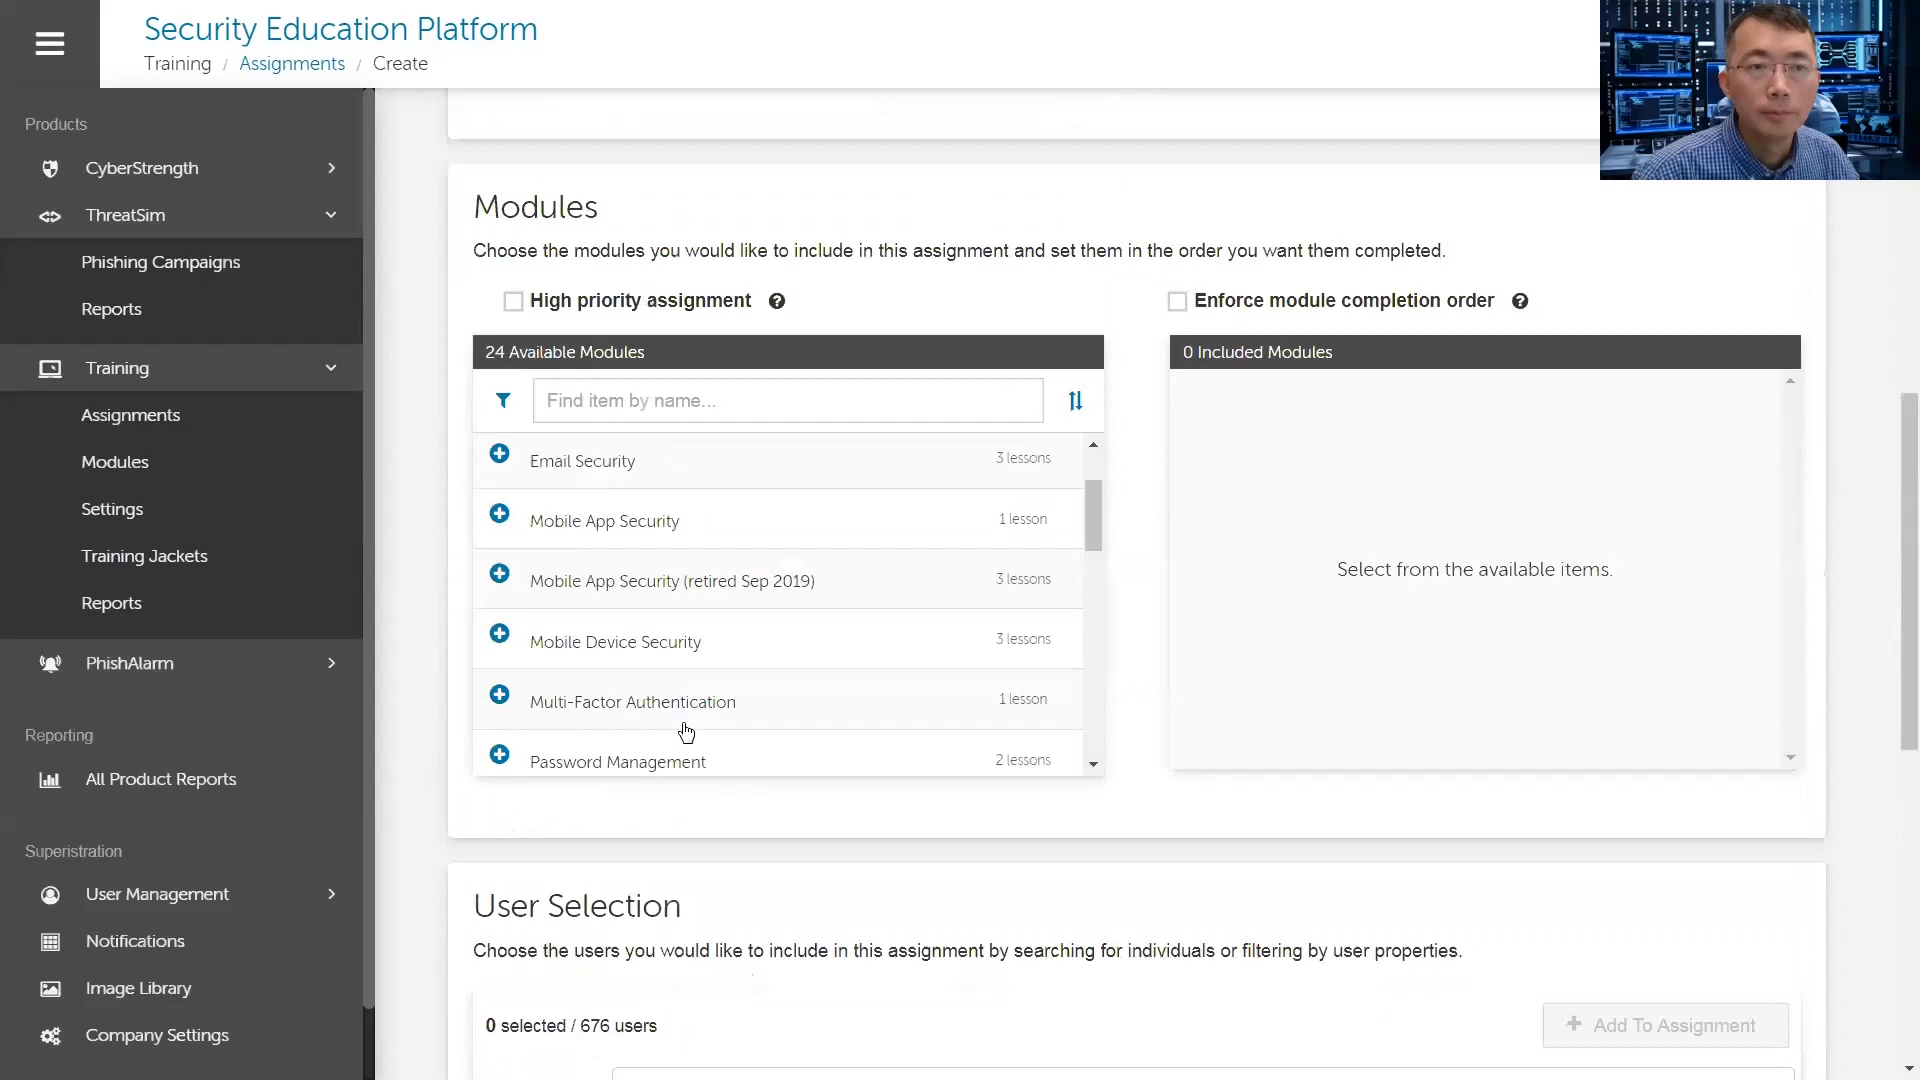 Security Education Platform
Training / Assignments / Create
Products
CyberStrength
ThreatSim
Phishing Campaigns
Reports
Training
Assignments
Modules
Settings
Training Jackets
Reports
PhishAlarm
Reporting
All Product Reports
Superistration
User Management
Notifications
Image Library
Company Settings
Modules
Choose the modules you would like to include in this assignment and set them in the order you want them completed.
High priority assignment
Enforce module completion order
24 Available Modules
Find item by name...
Email Security 3 lessons
Mobile App Security 1 lesson
Mobile App Security (retired Sep 2019) 3 lessons
Mobile Device Security 3 lessons
Multi-Factor Authentication 1 lesson
Password Management 2 lessons
0 Included Modules
Select from the available items.
User Selection
Choose the users you would like to include in this assignment by searching for individuals or filtering by user properties.
0 selected / 676 users
+ Add To Assignment